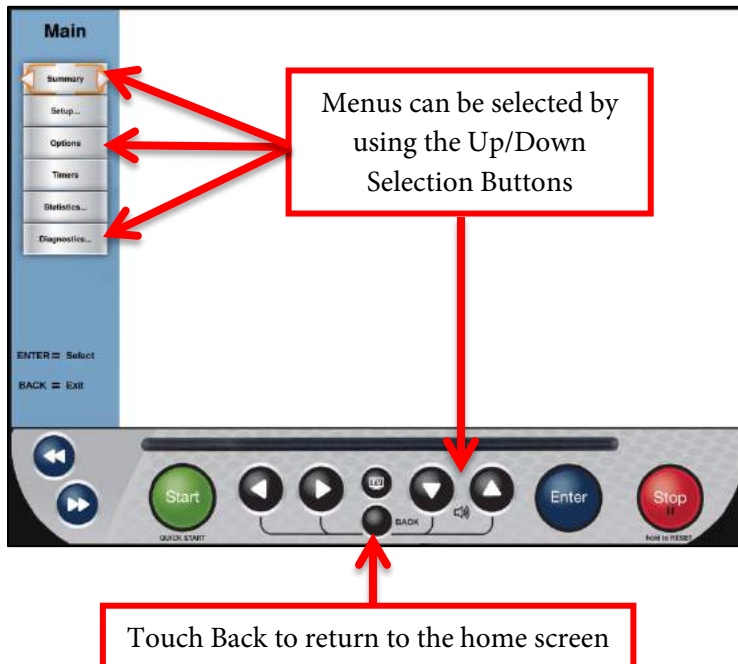 Main
Summary
Setup...
Options
Timers
Statistics...
Diagnostics...
Menus can be selected by
using the Up/Down
Selection Buttons
ENTER = Select
BACK = Exit
Start
TV
BACK
Enter
Stop
QUICK START
hold to RESET
Touch Back to return to the home screen